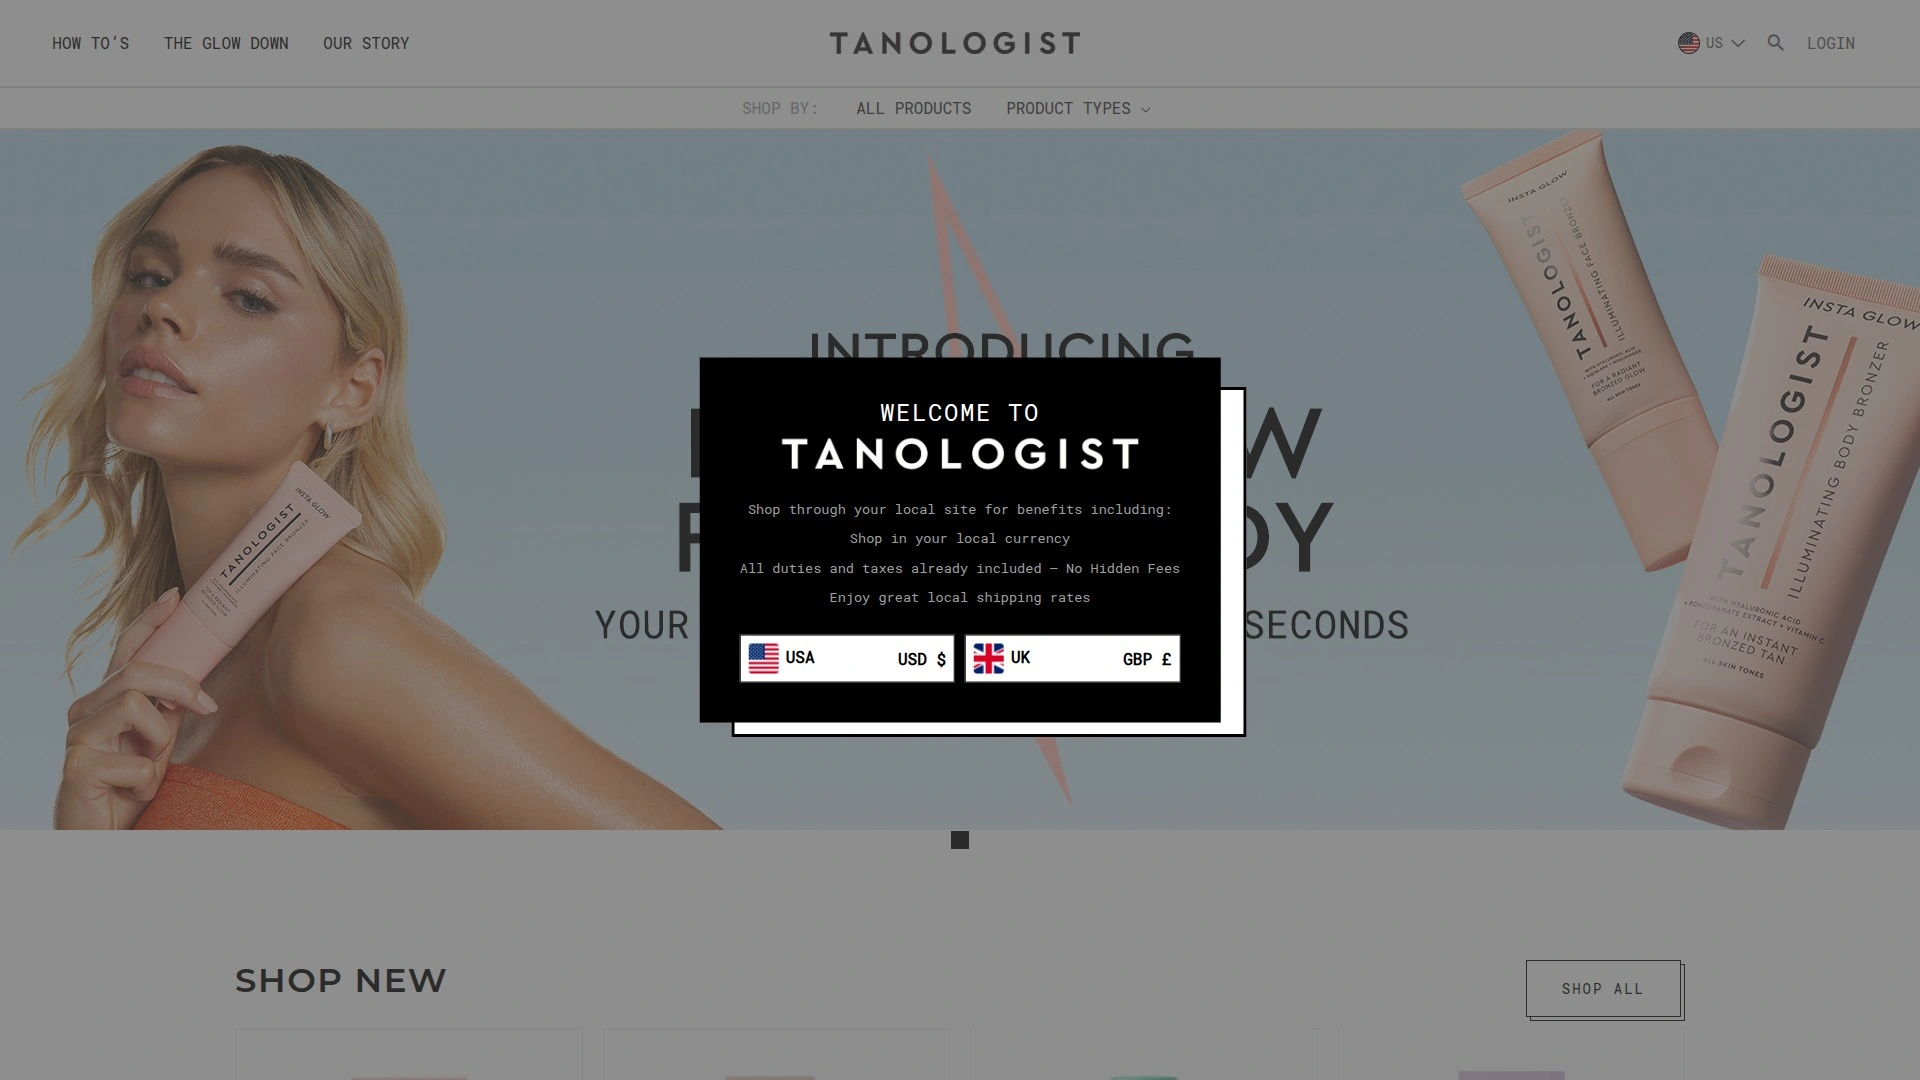 HOW TO'S THE GLOW DOWN OUR STORY
TANOLOGIST
US LOGIN
SHOP BY: ALL PRODUCTS PRODUCT TYPES
INTRODUCING
YOUR SECONDS
WELCOME TO
TANOLOGIST
Shop through your local site for benefits including:
Shop in your local currency
All duties and taxes already included – No Hidden Fees
Enjoy great local shipping rates
USA USD $
UK GBP £
INSTA GLOW
TANOLOGIST
ILLUMINATING FACE BRONZER
INSTA GLOW
TANOLOGIST
ILLUMINATING FACE BRONZER
FOR A RADIANT
BRONZED GLOW
ALL SKIN TONES
INSTA GLOW
TANOLOGIST
ILLUMINATING BODY BRONZER
WITH HYALURONIC ACID
+ POMEGRANATE EXTRACT + VITAMIN C
FOR AN INSTANT
BRONZED TAN
ALL SKIN TONES
SHOP NEW
SHOP ALL